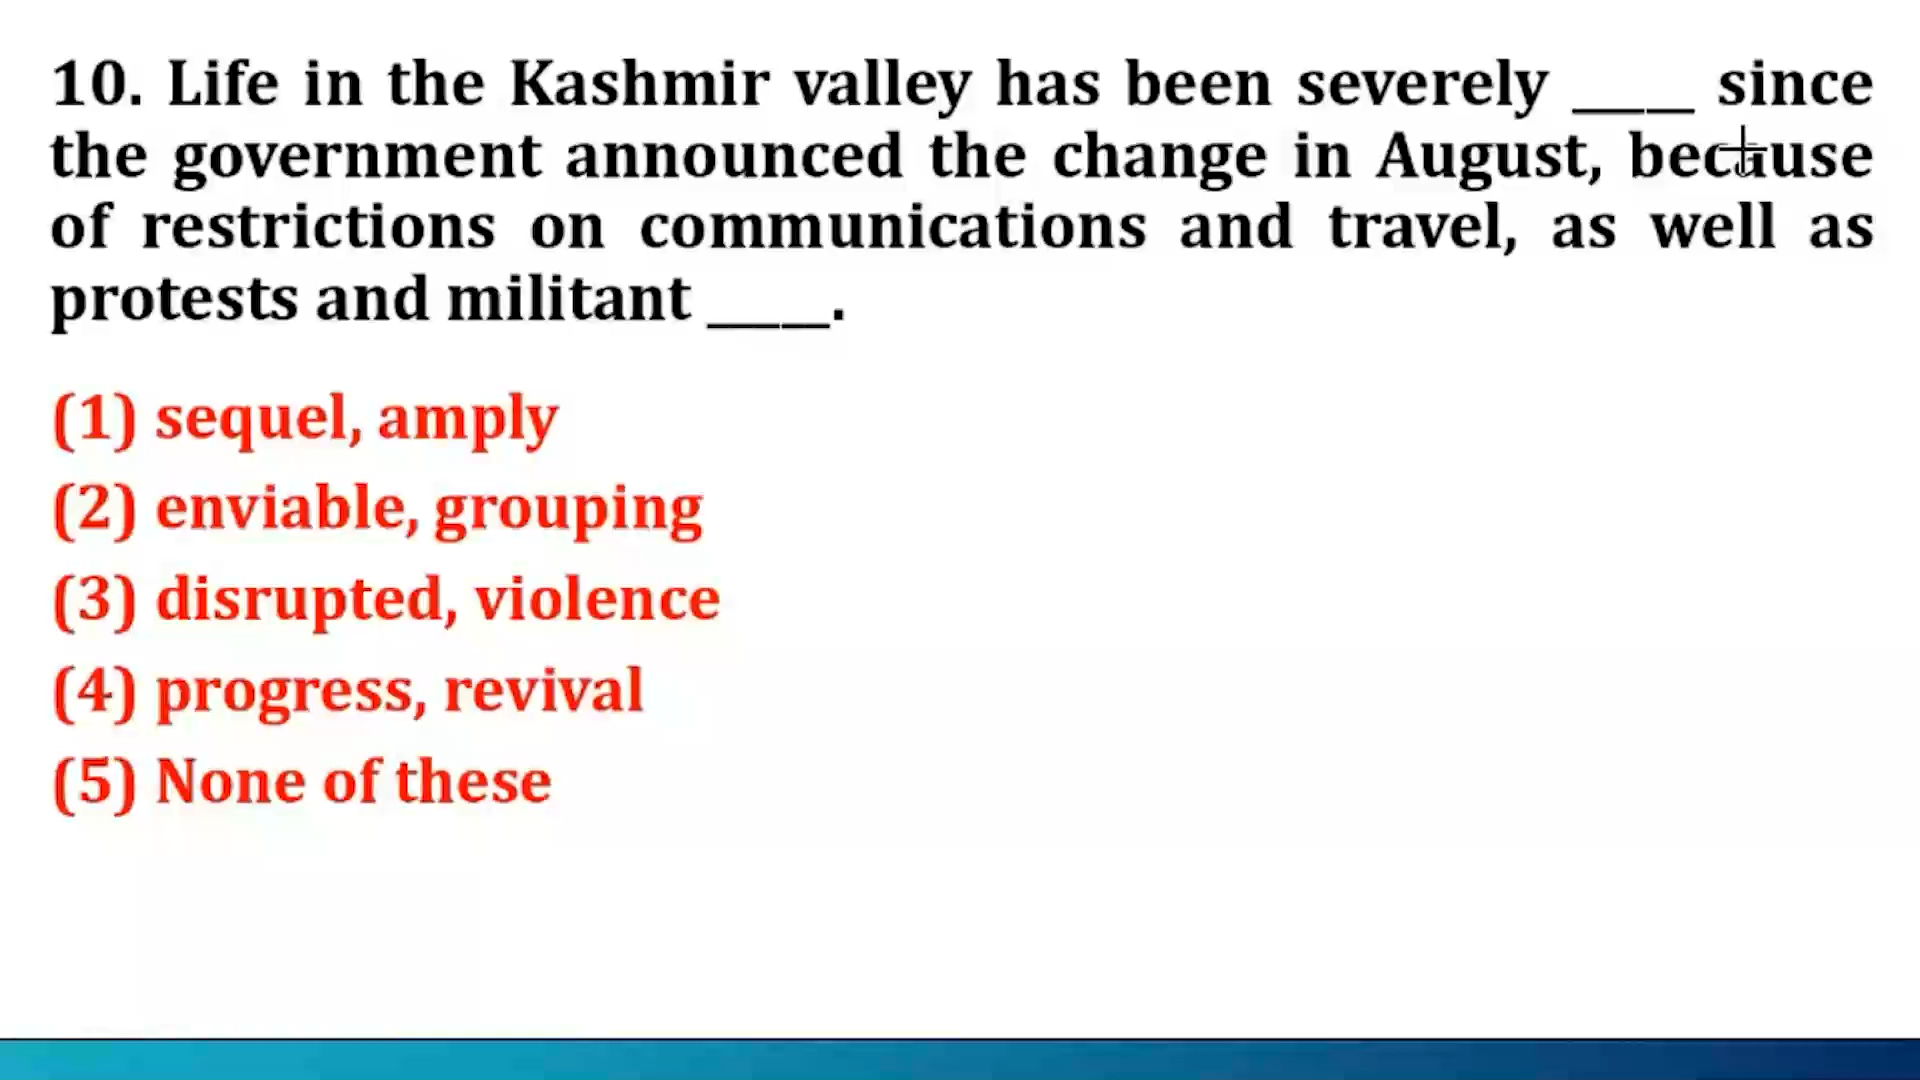 10. Life in the Kashmir valley has been severely _____ since
the government announced the change in August, because
of restrictions on communications and travel, as well as
protests and militant _____.
(1) sequel, amply
(2) enviable, grouping
(3) disrupted, violence
(4) progress, revival
(5) None of these